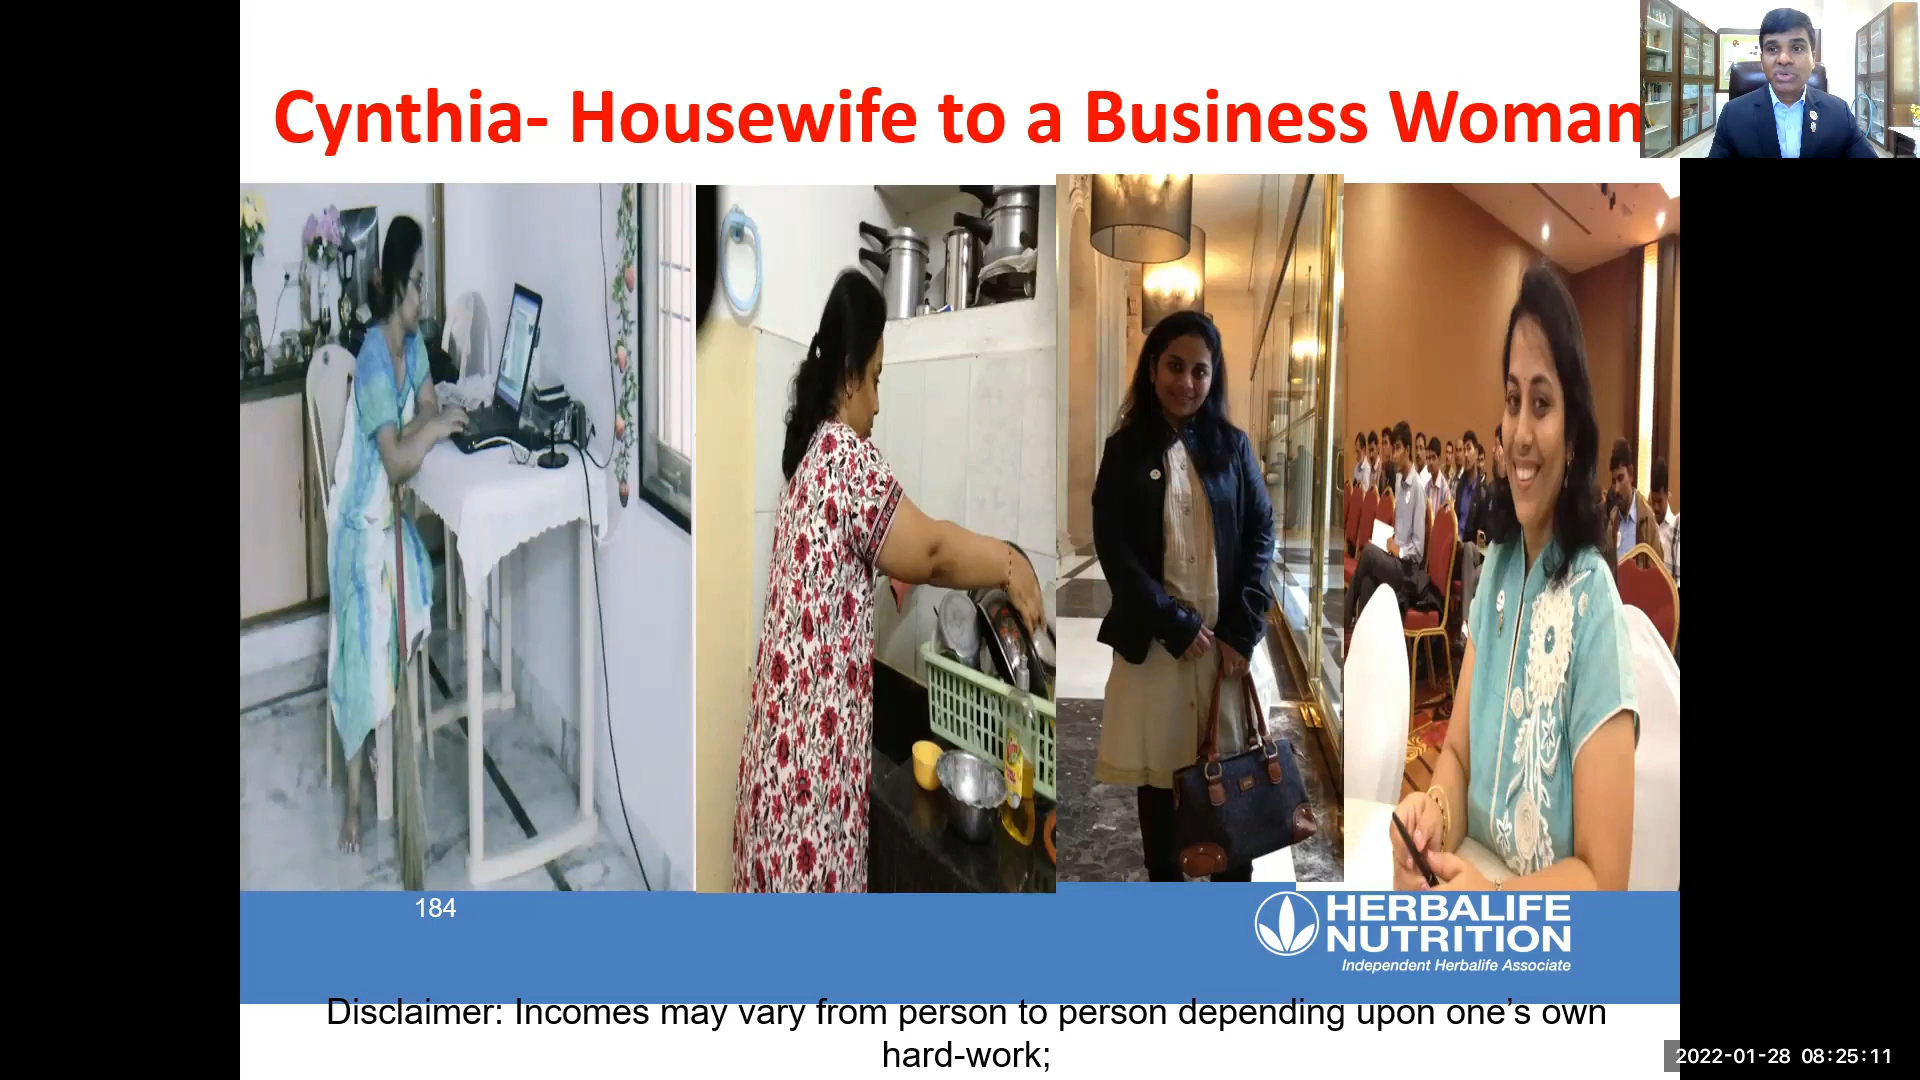 Cynthia- Housewife to a Business Woman
184
HERBALIFE
NUTRITION
Independent Herbalife Associate
Disclaimer: Incomes may vary from person to person depending upon one’s own
hard-work;
2022-01-28 08:25:11